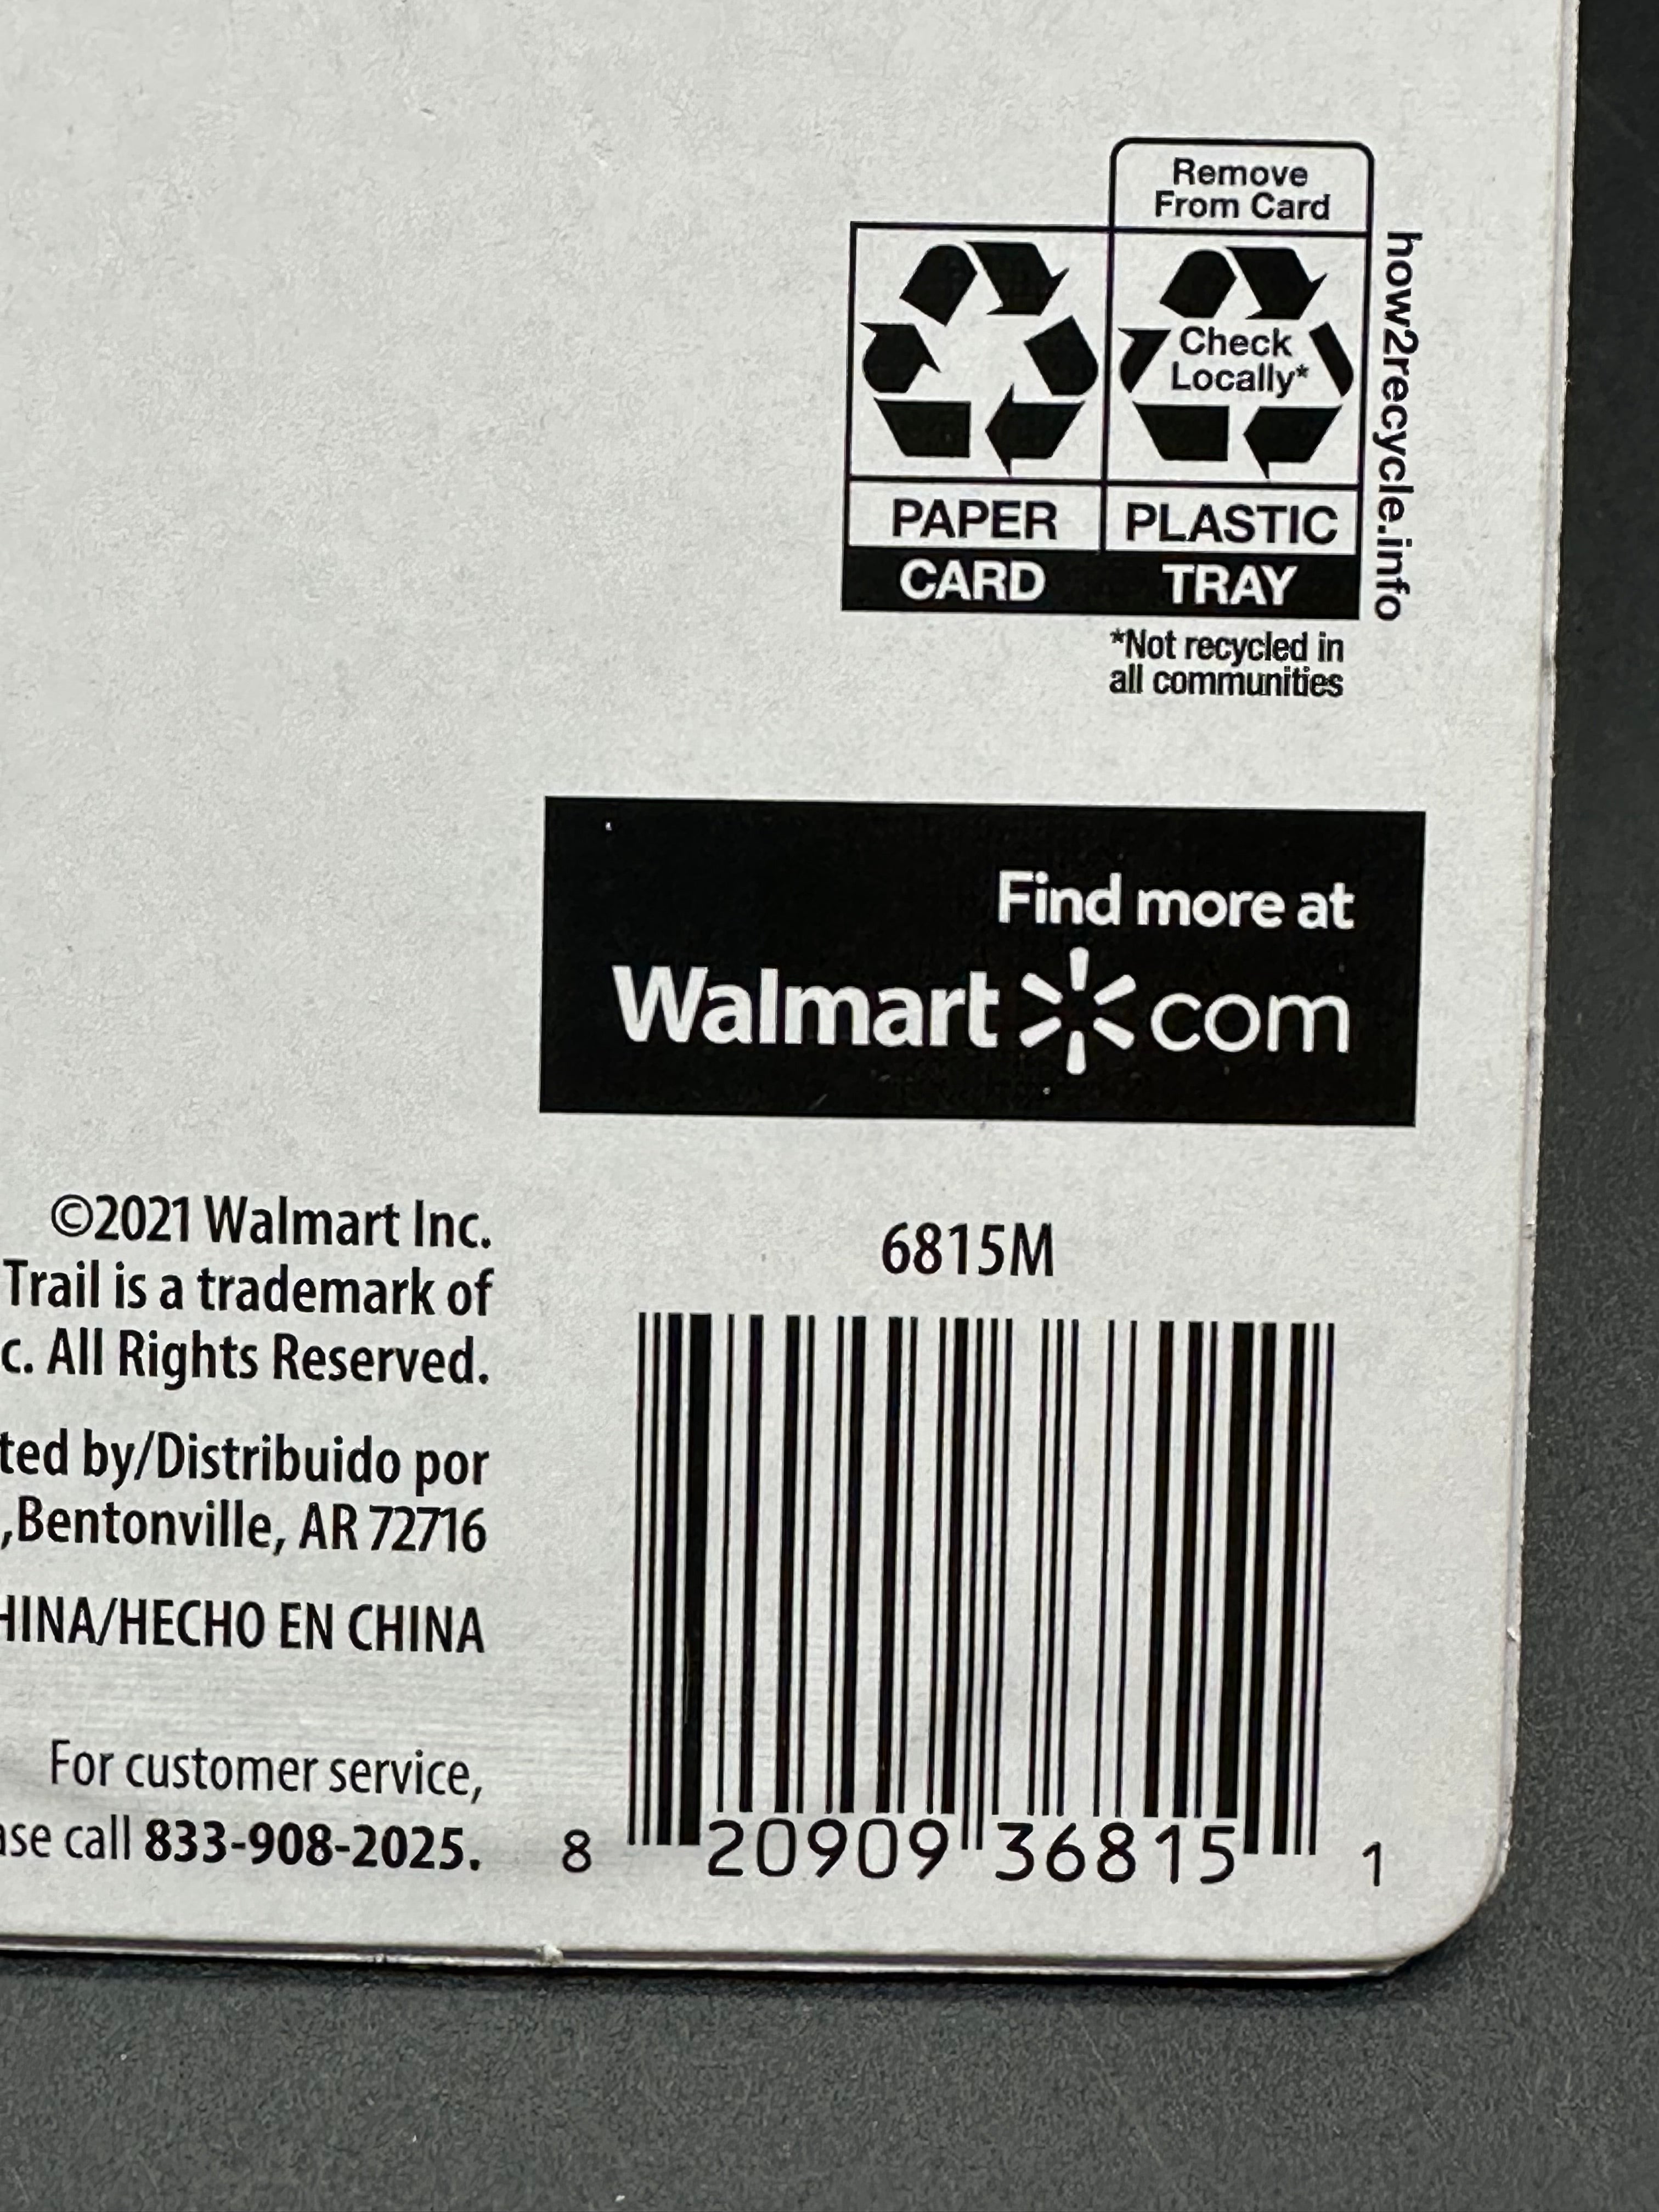 Remove
From Card
Check
Locally*
PAPER
PLASTIC
CARD
TRAY
how2recycle.info
*Not recycled in
all communities
Find more at
Walmart com
©2021 Walmart Inc.
Trail is a trademark of
c. All Rights Reserved.
ted by/Distribuido por
,Bentonville, AR 72716
HINA/HECHO EN CHINA
For customer service,
ase call 833-908-2025.
6815M
8 20909 36815 1